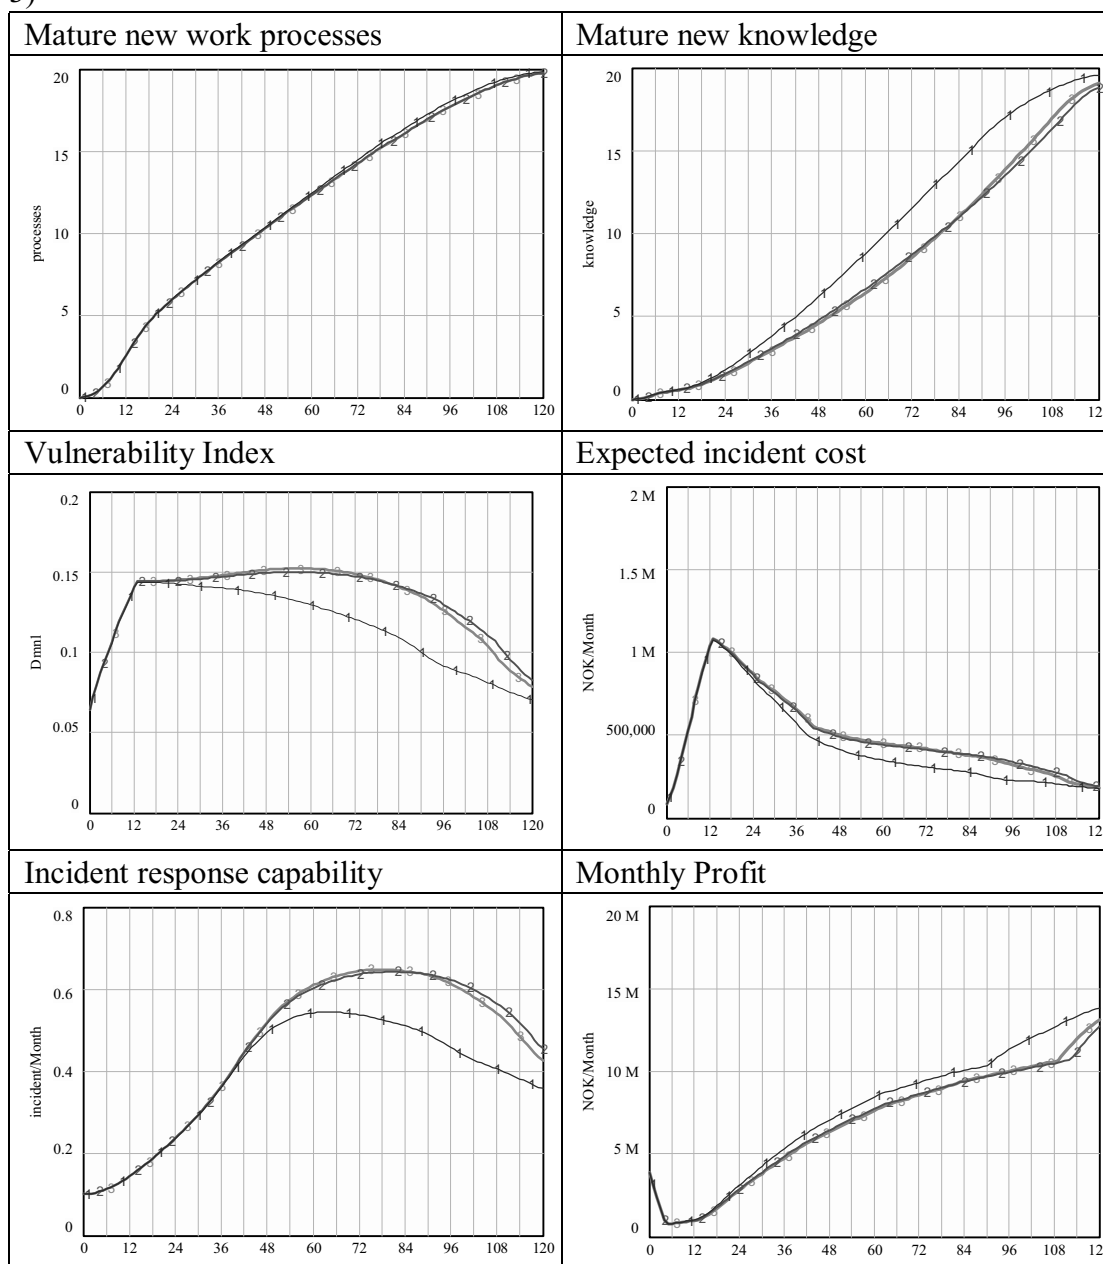 Mature new work processes
Mature new knowledge
20
15
10
5
0
processes
0 12 24 36 48 60 72 84 96 108 120
20
15
10
5
0
knowledge
0 12 24 36 48 60 72 84 96 108
Vulnerability Index
Expected incident cost
0.2
0.15
0.1
0.05
0
Dmnl
0 12 24 36 48 60 72 84 96 108 120
2 M
1.5 M
1 M
500,000
0
NOK/Month
0 12 24 36 48 60 72 84 96 108
Incident response capability
Monthly Profit
0.8
0.6
0.4
0.2
0
incident/Month
0 12 24 36 48 60 72 84 96 108 120
20 M
15 M
10 M
5 M
0
NOK/Month
0 12 24 36 48 60 72 84 96 108